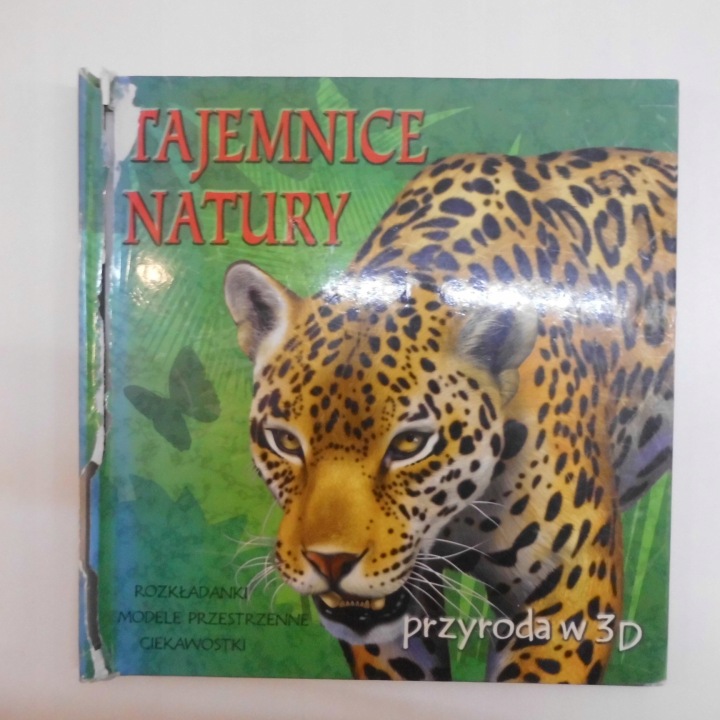 TAJEMNICE
NATURY
ROZKŁADANKI
MODELE PRZESTRZENNE
CIEKAWOSTKI
przyroda w 3D